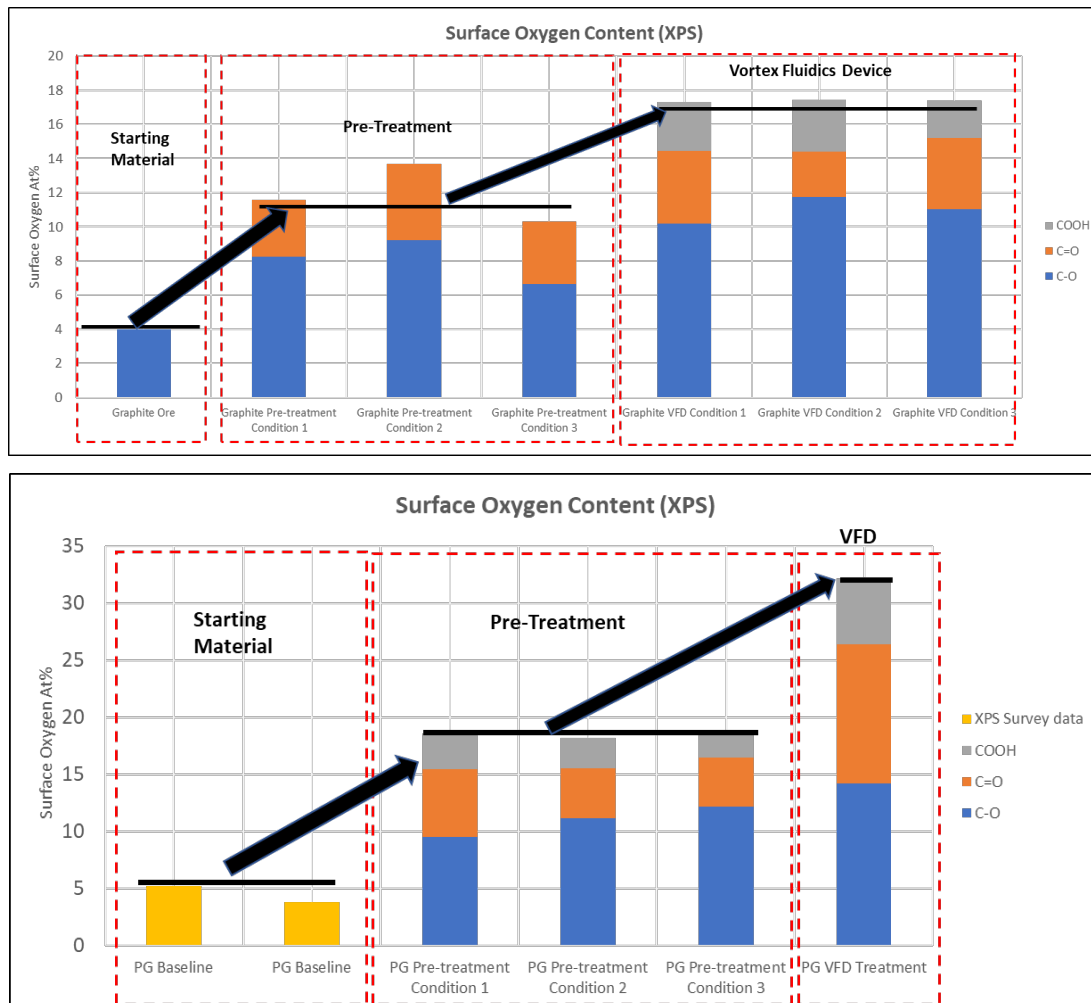 Surface Oxygen Content (XPS)
Surface Oxygen At%
20
18
16
14
12
10
8
6
4
2
0
Starting
Material
Pre-Treatment
Vortex Fluidics Device
COOH
C=O
C-O
Graphite Ore
Graphite Pre-treatment
Condition 1
Graphite Pre-treatment
Condition 2
Graphite Pre-treatment
Condition 3
Graphite VFD Condition 1
Graphite VFD Condition 2
Graphite VFD Condition 3
Surface Oxygen Content (XPS)
Surface Oxygen At%
35
30
25
20
15
10
5
0
Starting
Material
Pre-Treatment
VFD
XPS Survey data
COOH
C=O
C-O
PG Baseline
PG Baseline
PG Pre-treatment
Condition 1
PG Pre-treatment
Condition 2
PG Pre-treatment
Condition 3
PG VFD Treatment